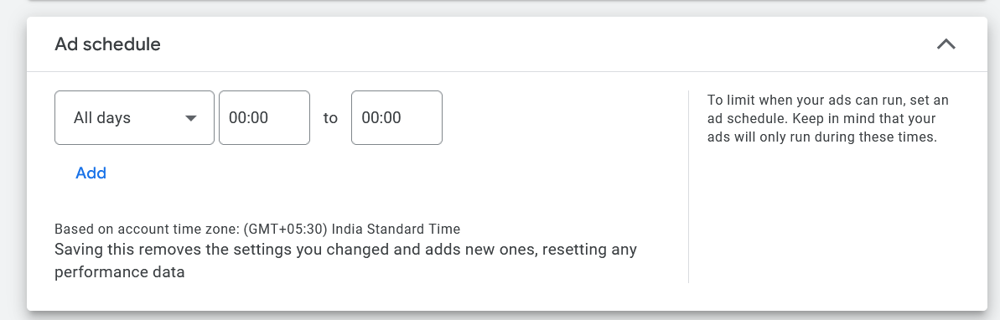 Ad schedule
All days
00:00
to
00:00
To limit when your ads can run, set an
ad schedule. Keep in mind that your
ads will only run during these times.
Add
Based on account time zone: (GMT+05:30) India Standard Time
Saving this removes the settings you changed and adds new ones, resetting any
performance data